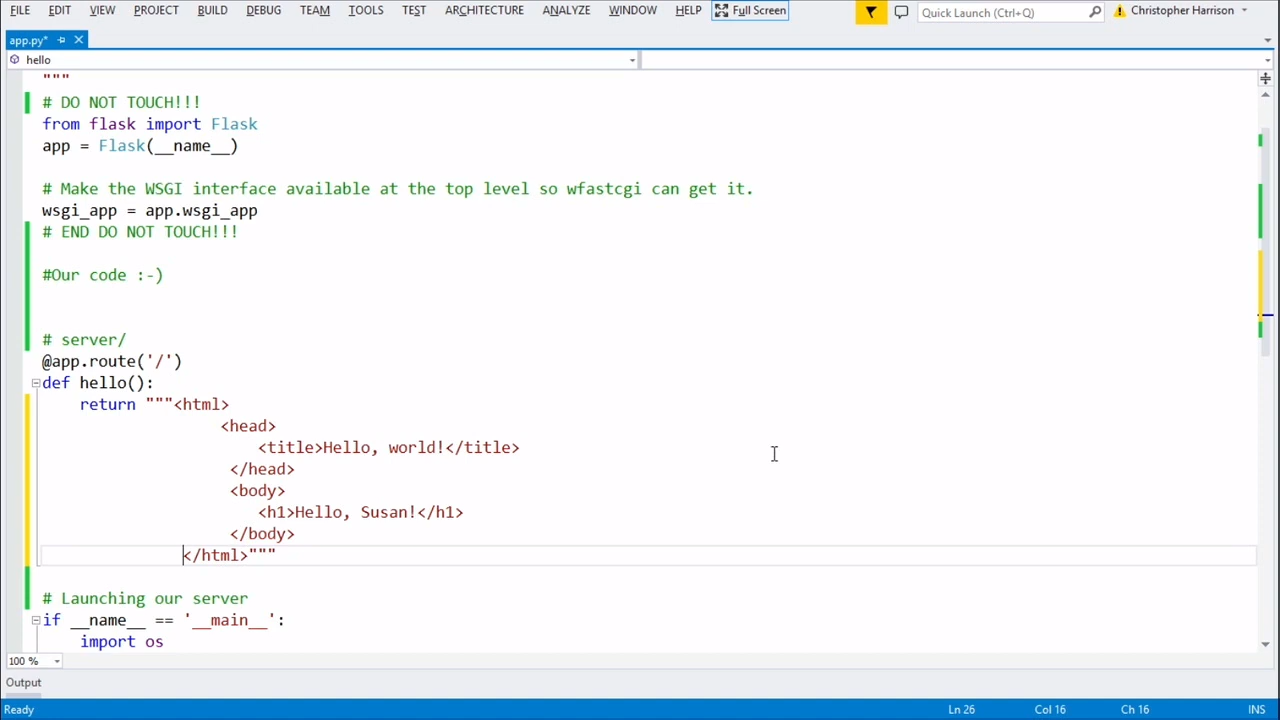 FILE EDIT VIEW PROJECT BUILD DEBUG TEAM TOOLS TEST ARCHITECTURE ANALYZE WINDOW HELP Full Screen Quick Launch (Ctrl+Q) Christopher Harrison
app.py*
hello
"""
# DO NOT TOUCH!!!
from flask import Flask
app = Flask(__name__)
# Make the WSGI interface available at the top level so wfastcgi can get it.
wsgi_app = app.wsgi_app
# END DO NOT TOUCH!!!
#Our code :-)
# server/
@app.route('/')
def hello():
return """<html>
<head>
<title>Hello, world!</title>
</head>
<body>
<h1>Hello, Susan!</h1>
</body>
</html>"""
# Launching our server
if __name__ == '__main__':
import os
100 %
Output
Ready Ln 26 Col 16 Ch 16 INS